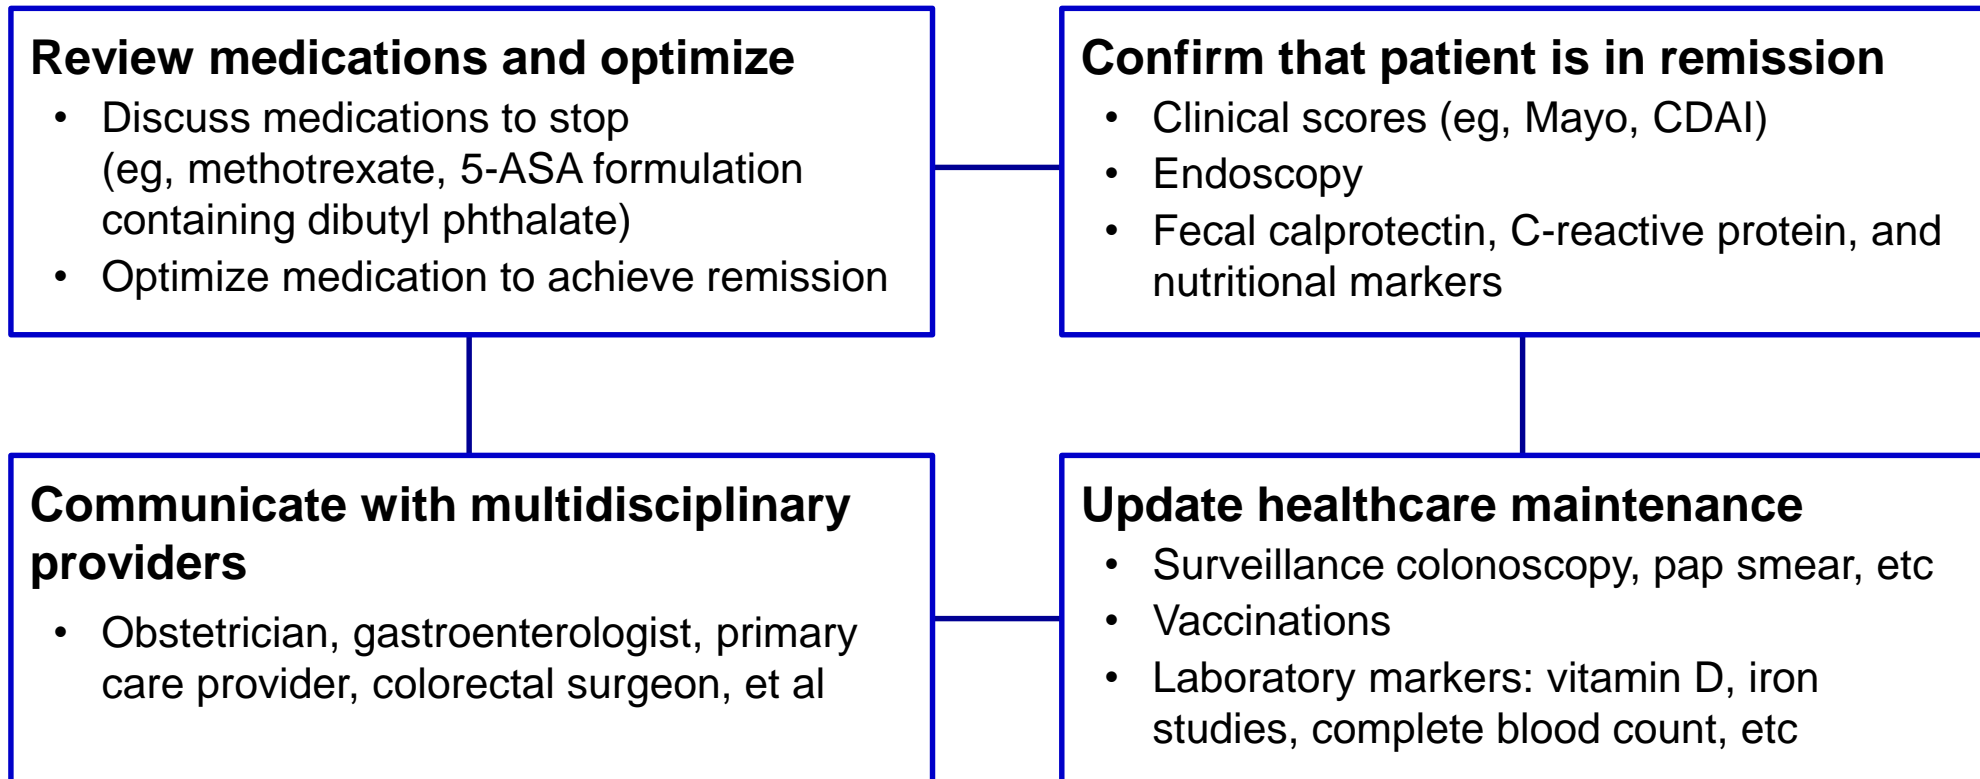 Review medications and optimize
• Discuss medications to stop
(eg, methotrexate, 5-ASA formulation
containing dibutyl phthalate)
• Optimize medication to achieve remission
Confirm that patient is in remission
• Clinical scores (eg, Mayo, CDAI)
• Endoscopy
• Fecal calprotectin, C-reactive protein, and
nutritional markers
Communicate with multidisciplinary
providers
• Obstetrician, gastroenterologist, primary
care provider, colorectal surgeon, et al
Update healthcare maintenance
• Surveillance colonoscopy, pap smear, etc
• Vaccinations
• Laboratory markers: vitamin D, iron
studies, complete blood count, etc